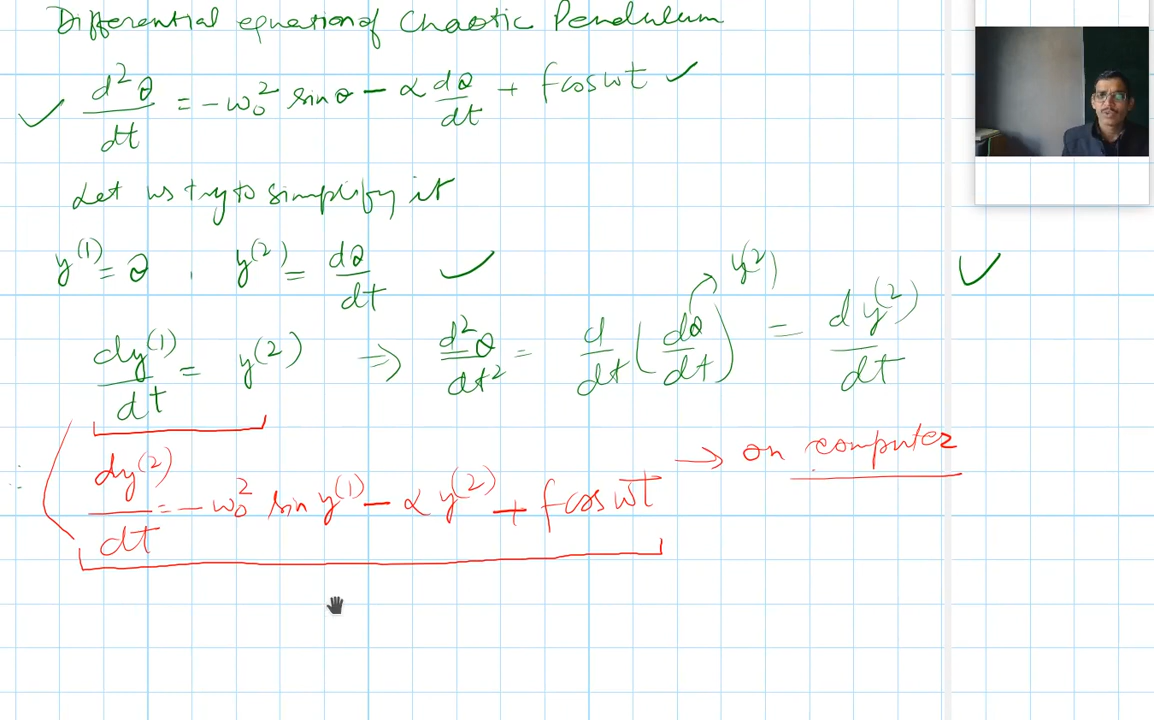 Differential equation of Chaotic Pendulum
d²θ/dt = -ω₀² sinθ - α dθ/dt + f cos ωt
Let us try to simplify it
y⁽¹⁾ = θ , y⁽²⁾ = dθ/dt y⁽²⁾
dy⁽¹⁾/dt = y⁽²⁾ ⇒ d²θ/dt² = d/dt (dθ/dt) = dy⁽²⁾/dt
dy⁽²⁾/dt = -ω₀² sin y⁽¹⁾ - α y⁽²⁾ + f cos ωt → on computer